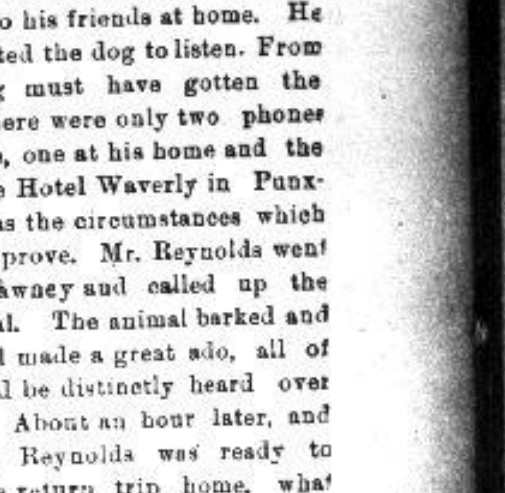 o his friends at home. He
ted the dog to listen. From
g must have gotten the
ere were only two phones
, one at his home and the
e Hotel Waverly in Punx-
as the circumstances which
prove. Mr. Reynolds went
awney and called up the
al. The animal barked and
d made a great ado, all of
d be distinctly heard over
About an hour later, and
Reynolds was ready to
return trip home, what